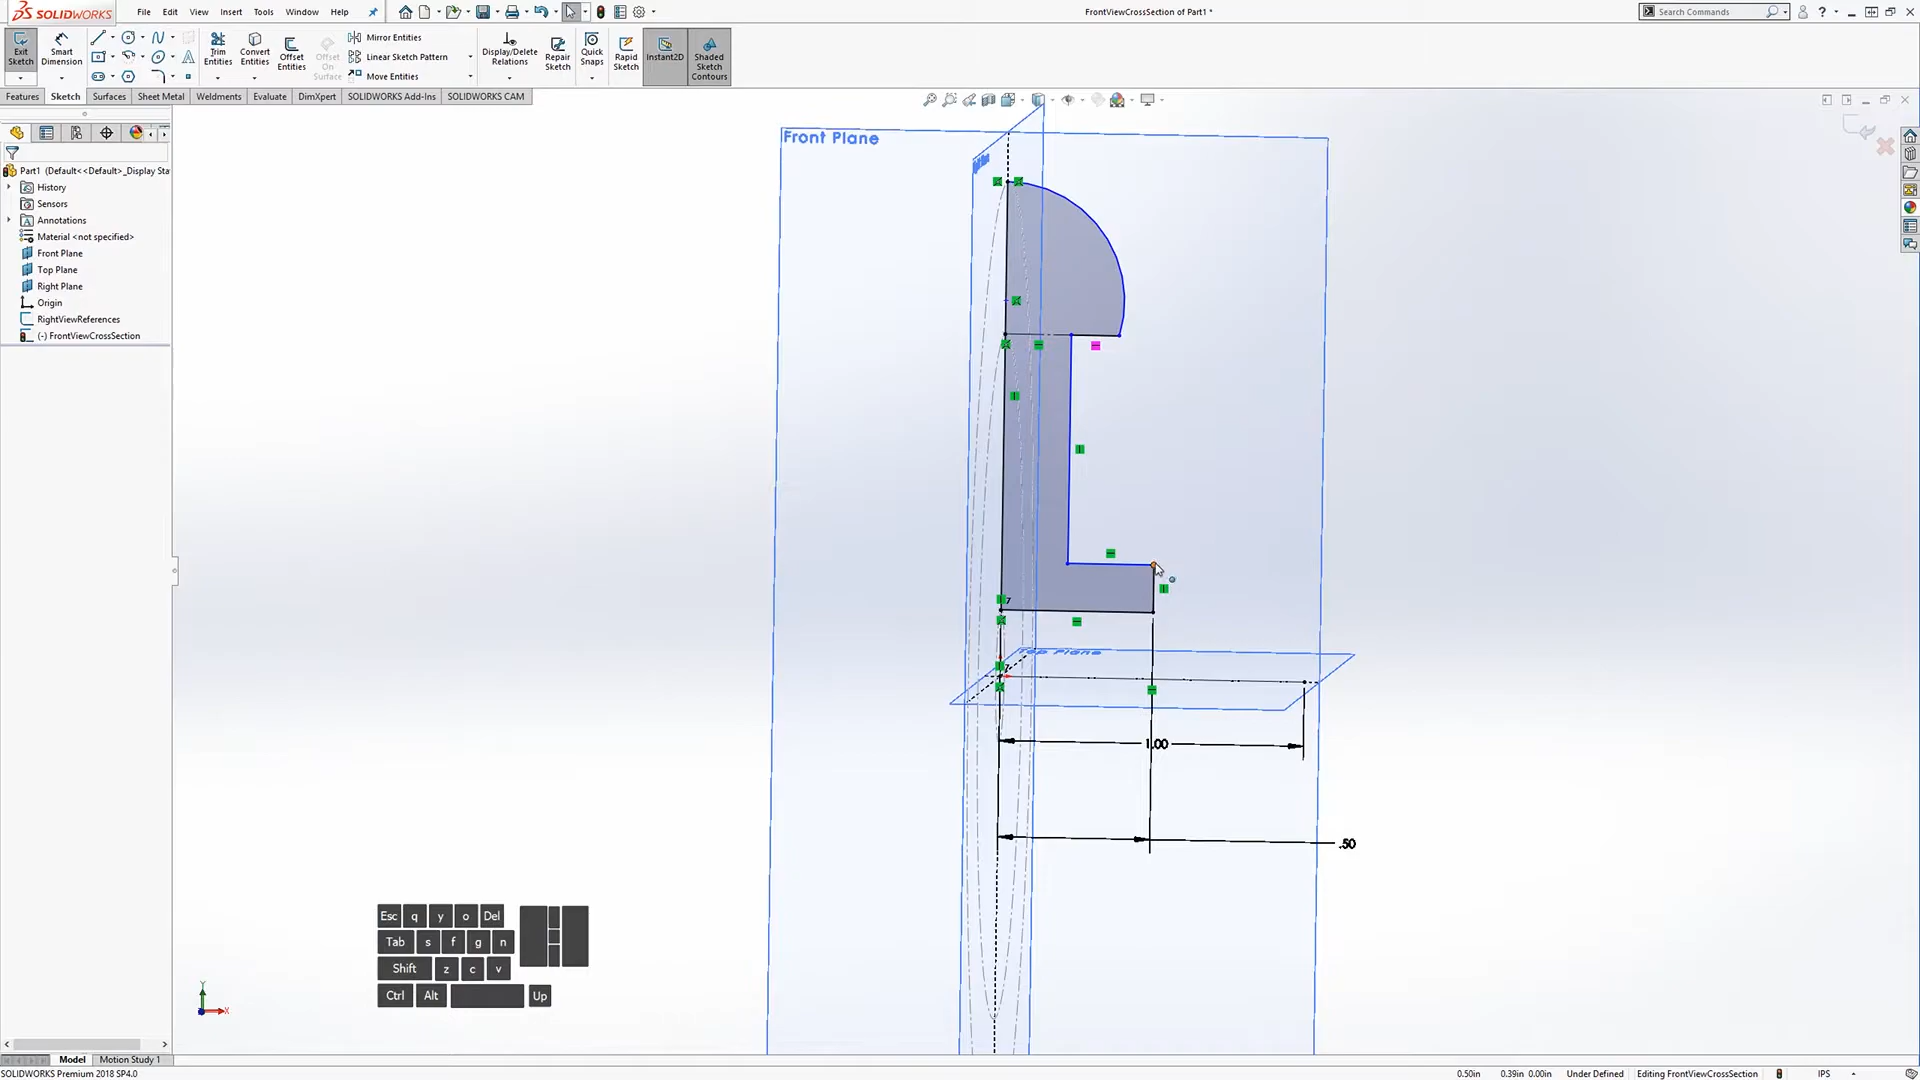 SOLIDWORKS File Edit View Insert Tools Window Help FrontViewCrossSection of Part1 * Search Commands ?
Exit Sketch
Smart Dimension
Trim Entities
Convert Entities
Offset Entities
Offset On Surface
Mirror Entities
Linear Sketch Pattern
Move Entities
Display/Delete Relations
Repair Sketch
Quick Snaps
Rapid Sketch
Instant2D
Shaded Sketch Contours
Features Sketch Surfaces Sheet Metal Weldments Evaluate DimXpert SOLIDWORKS Add-Ins SOLIDWORKS CAM
Part1 (Default<<Default>_Display Sta
History
Sensors
Annotations
Material <not specified>
Front Plane
Top Plane
Right Plane
Origin
RightViewReferences
(-) FrontViewCrossSection
Front Plane
7
Top Plane
7
1.00
.50
Esc q y o Del
Tab s f g n
Shift z c v
Ctrl Alt Up
Y
X
Model Motion Study 1
SOLIDWORKS Premium 2018 SP4.0 0.50in 0.39in 0.00in Under Defined Editing FrontViewCrossSection IPS